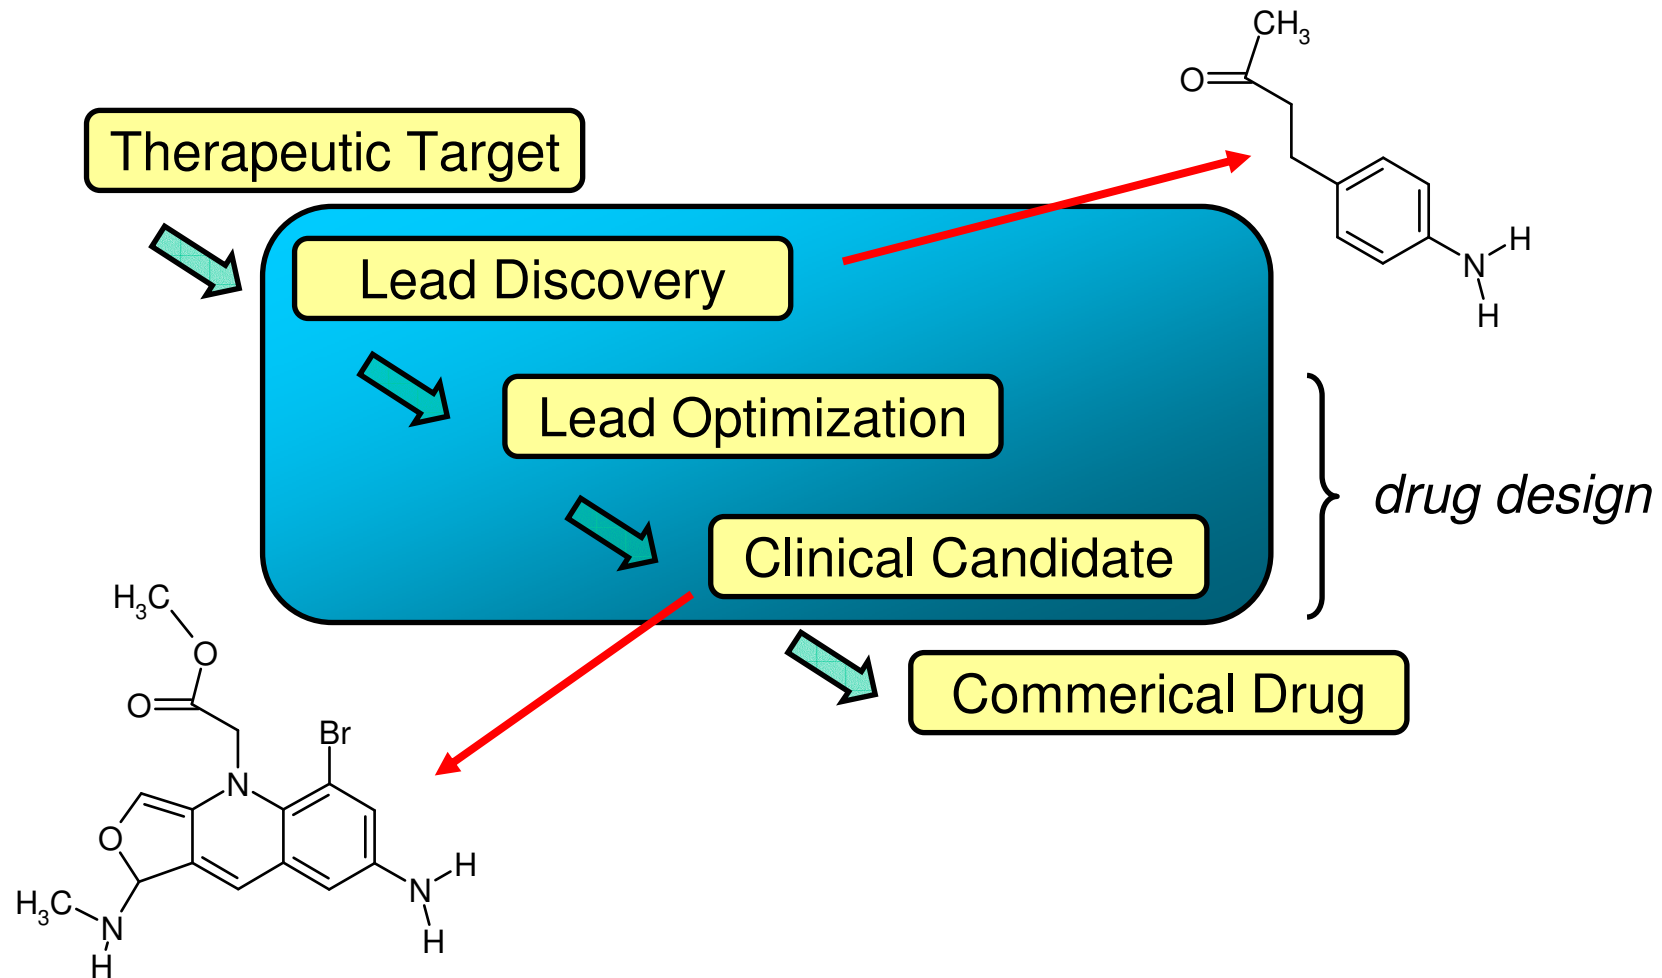 CH3
O
Therapeutic Target
Lead Discovery
H
N
H
Lead Optimization
drug design
Clinical Candidate
H3C
O
O
Commerical Drug
Br
N
O
H
N
H3C
N
H
H